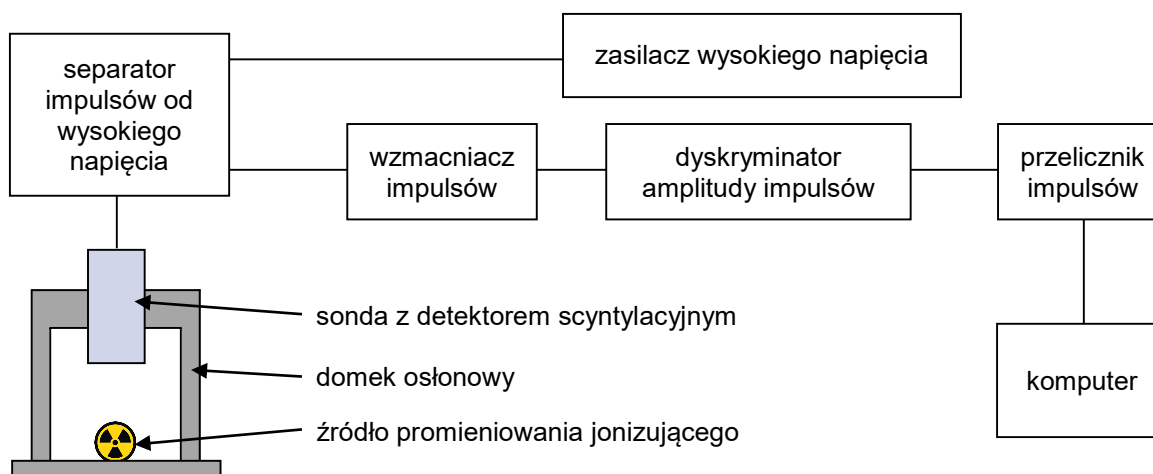 separator
impulsów od
wysokiego
napięcia
zasilacz wysokiego napięcia
wzmacniacz
impulsów
dyskryminator
amplitudy impulsów
przelicznik
impulsów
sonda z detektorem scyntylacyjnym
domek osłonowy
źródło promieniowania jonizującego
komputer